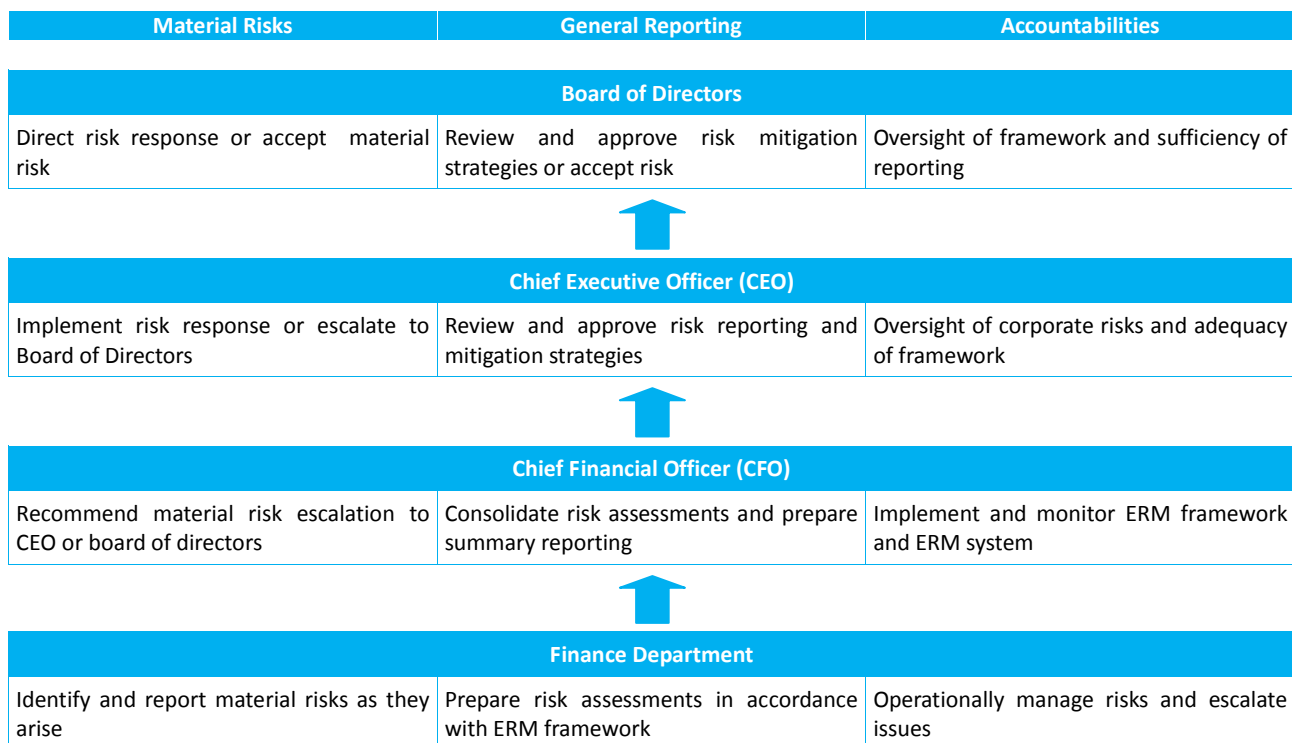 Material Risks
General Reporting
Accountabilities
Board of Directors
Direct risk response or accept material
risk
Review and approve risk mitigation
strategies or accept risk
Oversight of framework and sufficiency of
reporting
Chief Executive Officer (CEO)
Implement risk response or escalate to
Board of Directors
Review and approve risk reporting and
mitigation strategies
Oversight of corporate risks and adequacy
of framework
Chief Financial Officer (CFO)
Recommend material risk escalation to
CEO or board of directors
Consolidate risk assessments and prepare
summary reporting
Implement and monitor ERM framework
and ERM system
Finance Department
Identify and report material risks as they
arise
Prepare risk assessments in accordance
with ERM framework
Operationally manage risks and escalate
issues